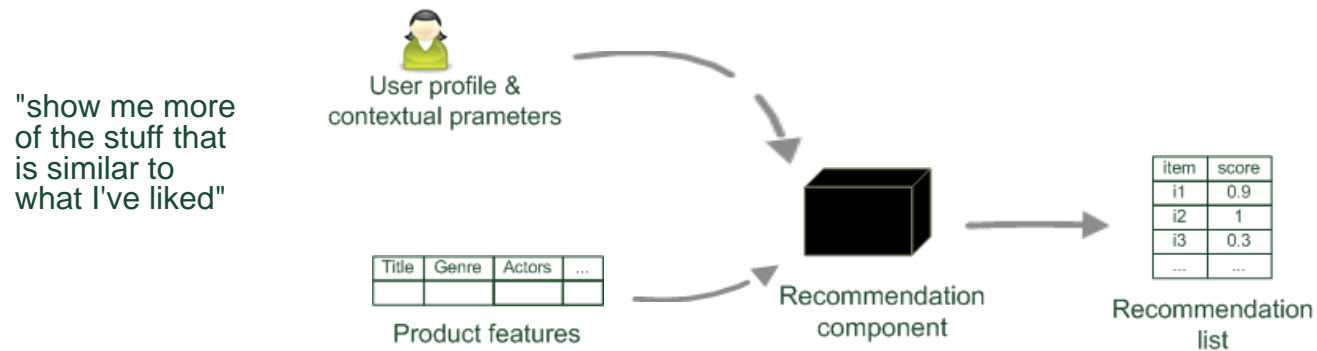 "show me more
of the stuff that
is similar to
what I've liked"
User profile &
contextual prameters
Title Genre Actors ...
Product features
Recommendation
component
item score
i1 0.9
i2 1
i3 0.3
... ...
Recommendation
list